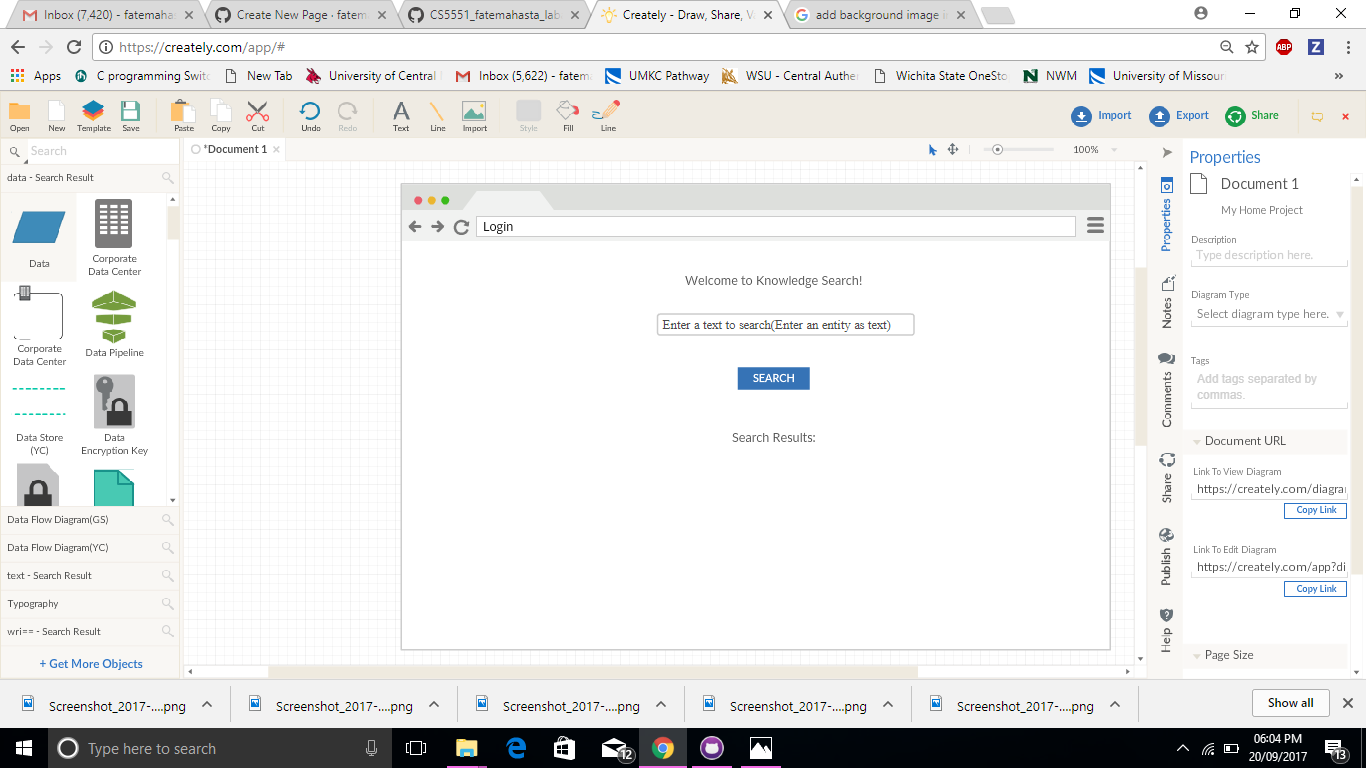 Inbox (7,420) - fatemahas
Create New Page · fatem
CS5551_fatemahasta_lab
Creately - Draw, Share, V
add background image i
https://creately.com/app/#
ABP
Z
Apps
C programming Swit
New Tab
University of Central
Inbox (5,622) - fatema
UMKC Pathway
WSU - Central Authe
Wichita State OneSto
NWM
University of Missour
»
Open
New
Template
Save
Paste
Copy
Cut
Undo
Redo
Text
Line
Import
Style
Fill
Line
Import
Export
Share
Search
*Document 1
100%
data - Search Result
Data
Corporate
Data Center
Corporate
Data Center
Data Pipeline
Data Store
(YC)
Data
Encryption Key
Data Flow Diagram(GS)
Data Flow Diagram(YC)
text - Search Result
Typography
wri== - Search Result
+ Get More Objects
Login
Welcome to Knowledge Search!
Enter a text to search(Enter an entity as text)
SEARCH
Search Results:
Properties
Notes
Comments
Share
Publish
Help
Properties
Document 1
My Home Project
Description
Type description here.
Diagram Type
Select diagram type here.
Tags
Add tags separated by
commas.
Document URL
Link To View Diagram
https://creately.com/diagra
Copy Link
Link To Edit Diagram
https://creately.com/app?di
Copy Link
Page Size
Screenshot_2017-....png
Screenshot_2017-....png
Screenshot_2017-....png
Screenshot_2017-....png
Screenshot_2017-....png
Show all
Type here to search
12
06:04 PM
20/09/2017
13